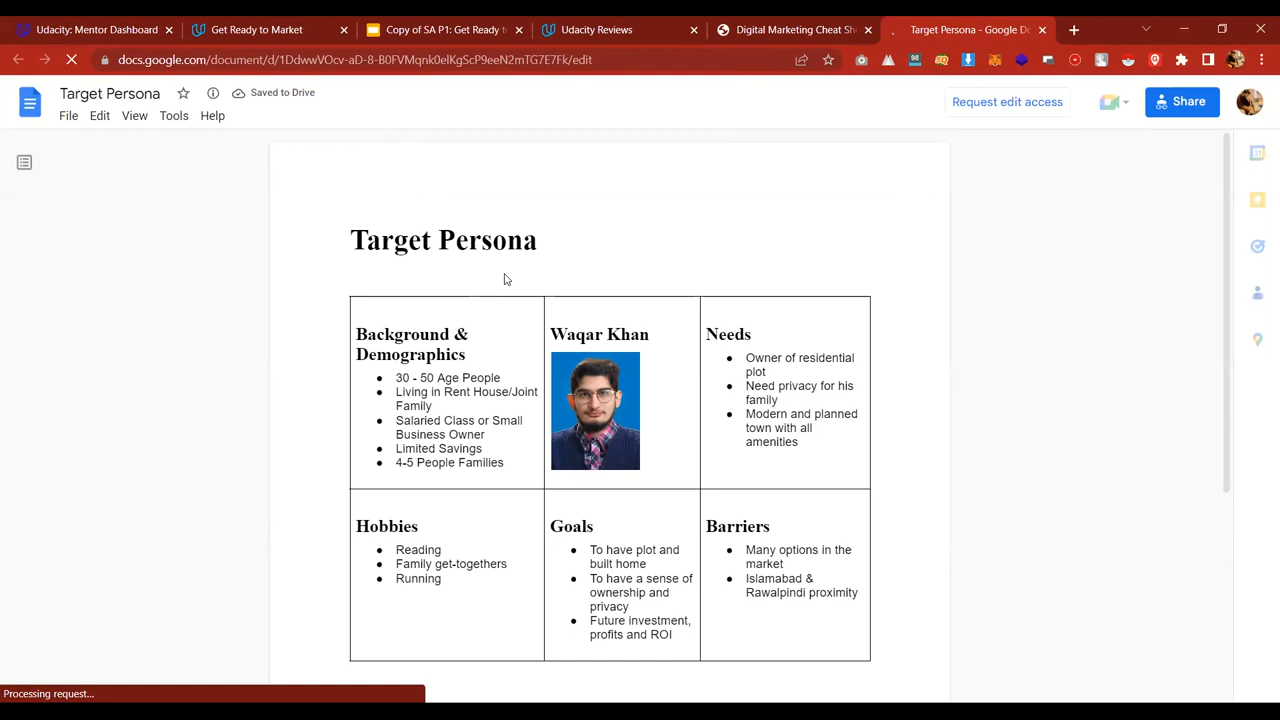 Udacity: Mentor Dashboard
Get Ready to Market
Copy of SA P1: Get Ready to
Udacity Reviews
Digital Marketing Cheat She
Target Persona - Google Do
docs.google.com/document/d/1DdwwVOcv-aD-8-B0FVMqnk0elKgScP9eeN2mTG7E7Fk/edit
Target Persona
Saved to Drive
File Edit View Tools Help
Request edit access
Share
Target Persona
Background &
Demographics
● 30 - 50 Age People
● Living in Rent House/Joint
Family
● Salaried Class or Small
Business Owner
● Limited Savings
● 4-5 People Families
Waqar Khan
Needs
● Owner of residential
plot
● Need privacy for his
family
● Modern and planned
town with all
amenities
Hobbies
● Reading
● Family get-togethers
● Running
Goals
● To have plot and
built home
● To have a sense of
ownership and
privacy
● Future investment,
profits and ROI
Barriers
● Many options in the
market
● Islamabad &
Rawalpindi proximity
Processing request...